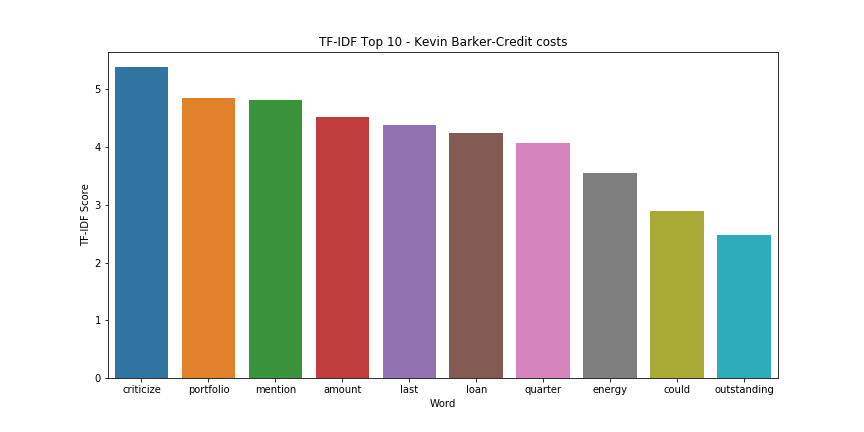 TF-IDF Top 10 - Kevin Barker-Credit costs
TF-IDF Score
5
4
3
2
1
0
criticize portfolio mention amount last loan quarter energy could outstanding
Word